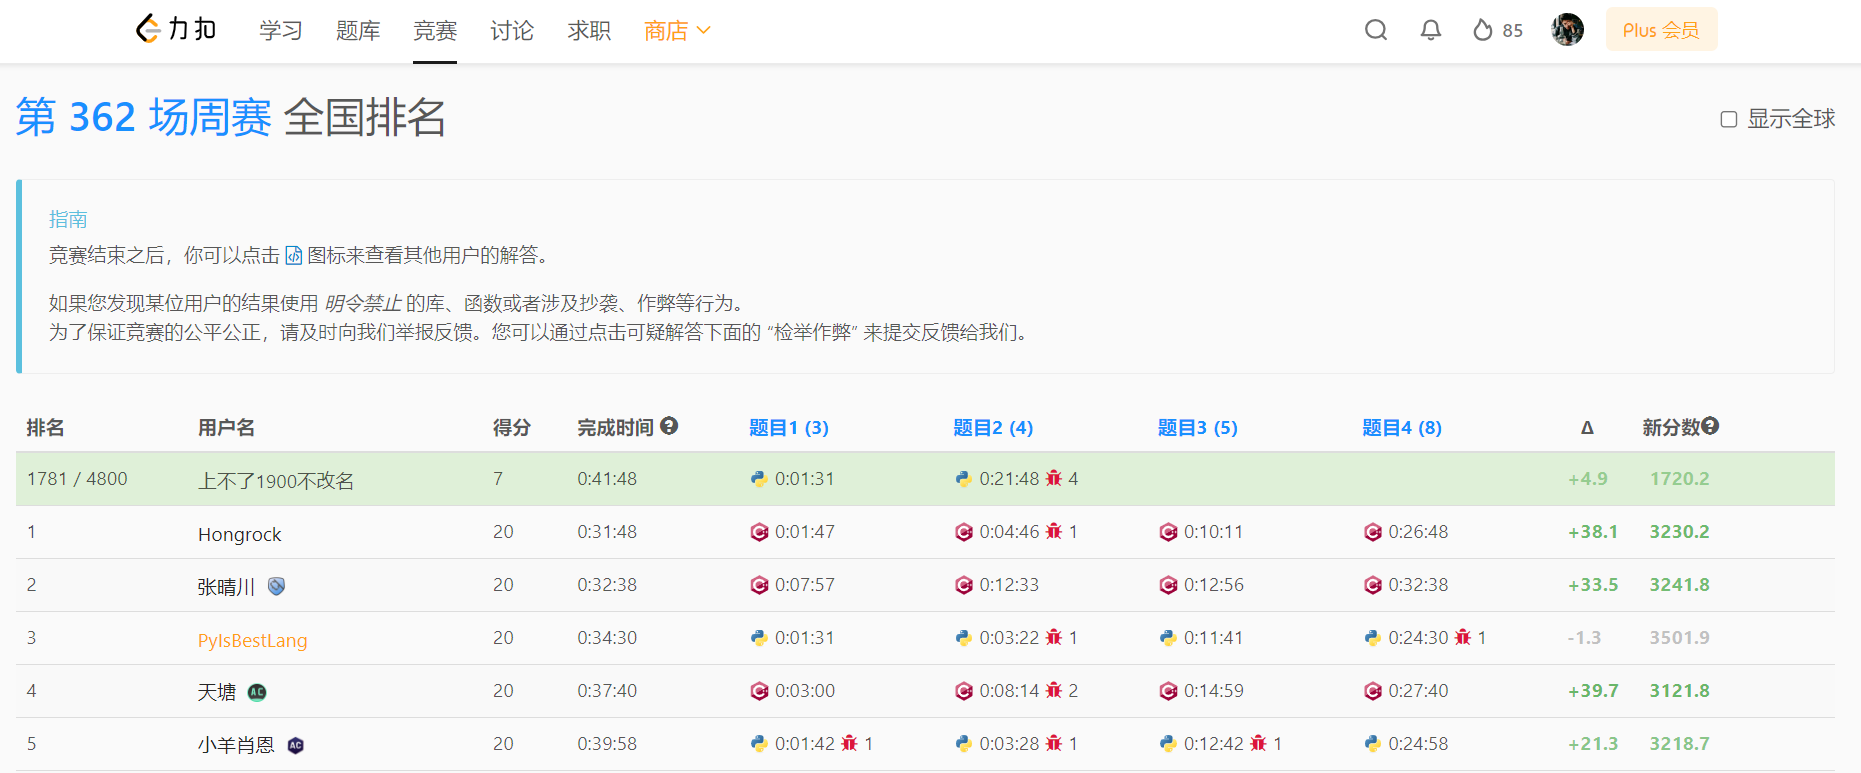 力扣 学习 题库 竞赛 讨论 求职 商店 85 Plus 会员
第 362 场周赛 全国排名 显示全球
指南
竞赛结束之后，你可以点击 图标来查看其他用户的解答。
如果您发现某位用户的结果使用 明令禁止 的库、函数或者涉及抄袭、作弊等行为。
为了保证竞赛的公平公正，请及时向我们举报反馈。您可以通过点击可疑解答下面的 “检举作弊” 来提交反馈给我们。
排名 用户名 得分 完成时间 题目1 (3) 题目2 (4) 题目3 (5) 题目4 (8) Δ 新分数
1781 / 4800 上不了1900不改名 7 0:41:48 0:01:31 0:21:48 4 +4.9 1720.2
1 Hongrock 20 0:31:48 0:01:47 0:04:46 1 0:10:11 0:26:48 +38.1 3230.2
2 张晴川 20 0:32:38 0:07:57 0:12:33 0:12:56 0:32:38 +33.5 3241.8
3 PyIsBestLang 20 0:34:30 0:01:31 0:03:22 1 0:11:41 0:24:30 1 -1.3 3501.9
4 天塘 AC 20 0:37:40 0:03:00 0:08:14 2 0:14:59 0:27:40 +39.7 3121.8
5 小羊肖恩 AC 20 0:39:58 0:01:42 1 0:03:28 1 0:12:42 1 0:24:58 +21.3 3218.7